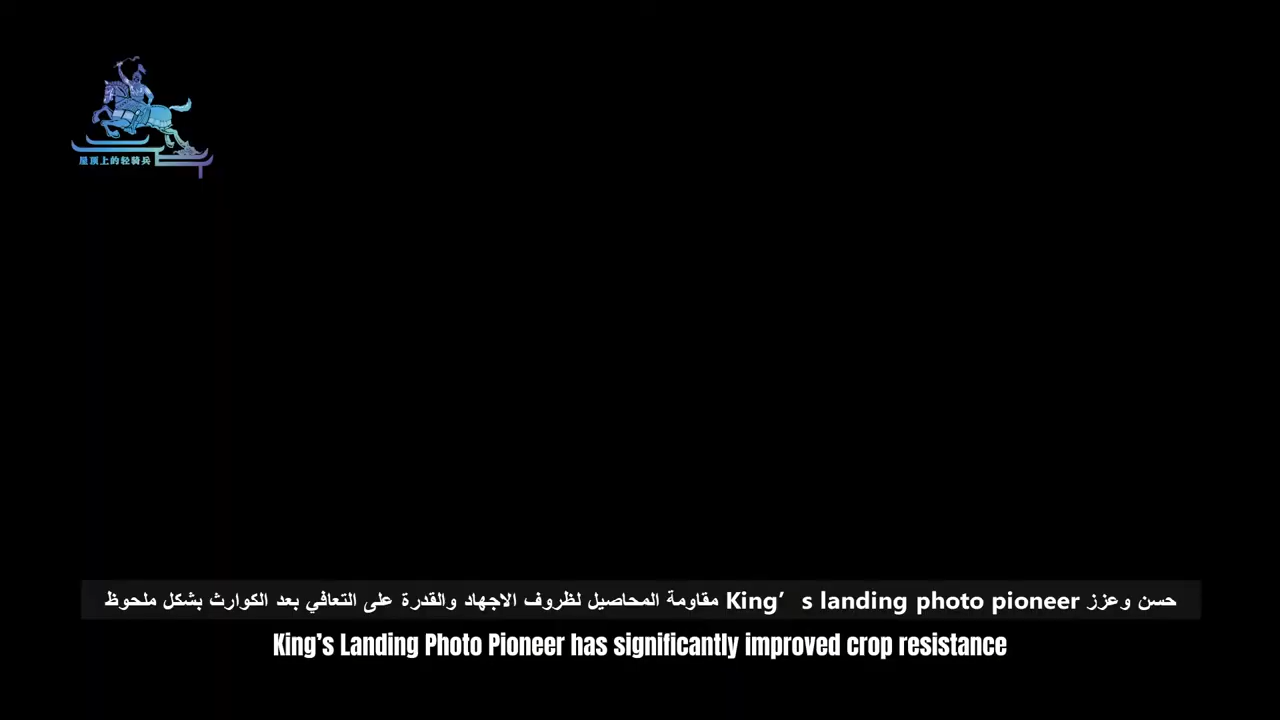 屋顶上的轻骑兵
حسن وعزز King's landing photo pioneer مقاومة المحاصيل لظروف الاجهاد والقدرة على التعافي بعد الكوارث بشكل ملحوظ
King's Landing Photo Pioneer has significantly improved crop resistance